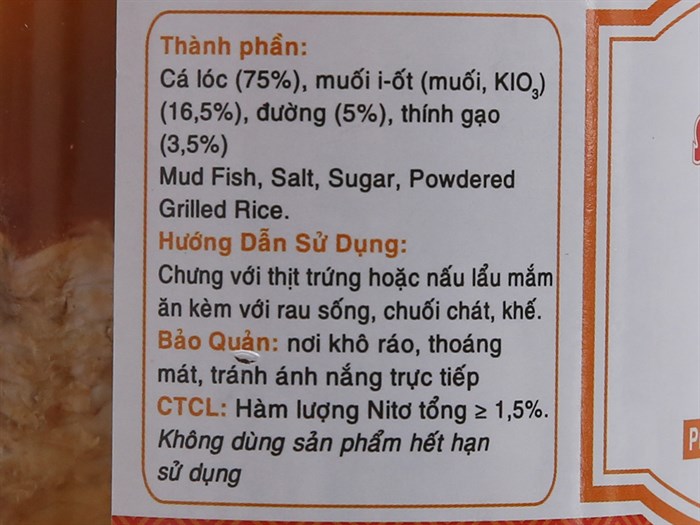 Thành phần:
Cá lóc (75%), muối i-ốt (muối, KIO₃)
(16,5%), đường (5%), thính gạo
(3,5%)
Mud Fish, Salt, Sugar, Powdered
Grilled Rice.
Hướng Dẫn Sử Dụng:
Chưng với thịt trứng hoặc nấu lẩu mắm
ăn kèm với rau sống, chuối chát, khế.
Bảo Quản: nơi khô ráo, thoáng
mát, tránh ánh nắng trực tiếp
CTCL: Hàm lượng Nitơ tổng ≥ 1,5%.
Không dùng sản phẩm hết hạn
sử dụng